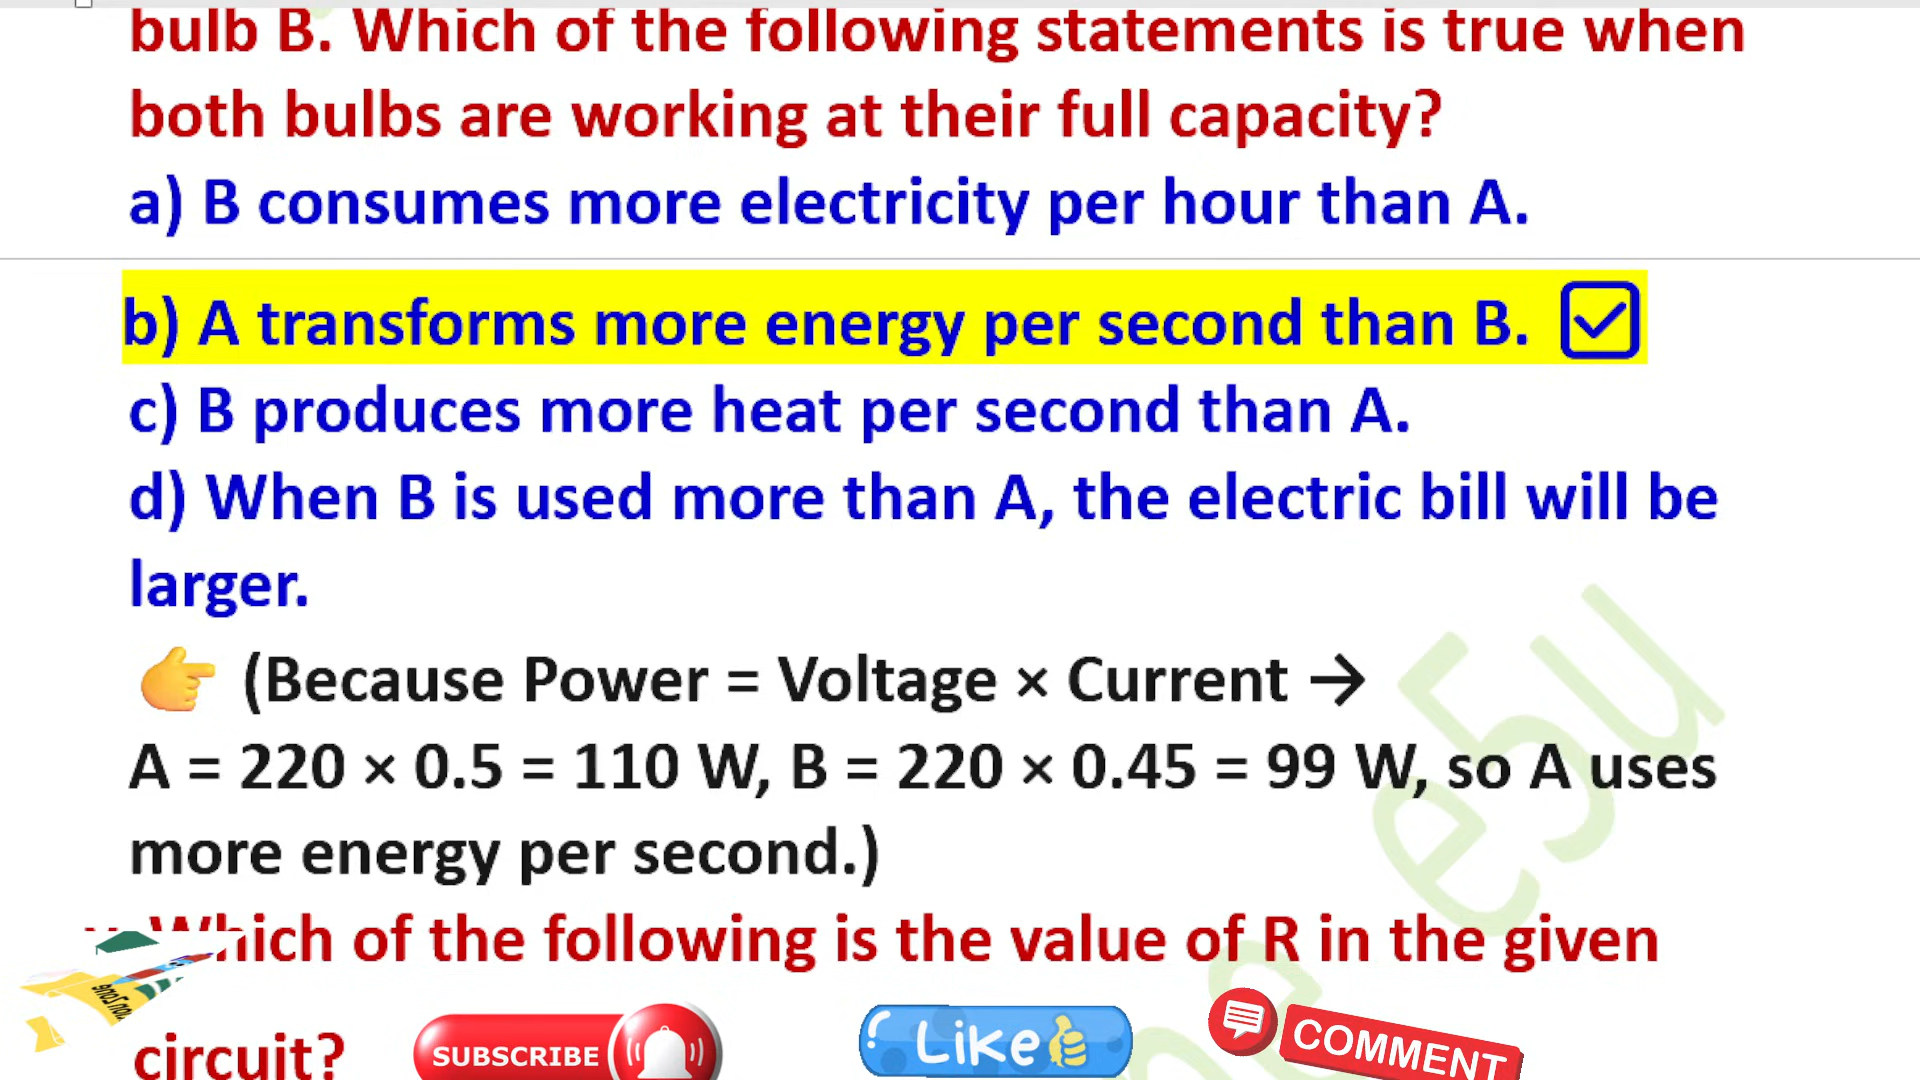 bulb B. Which of the following statements is true when
both bulbs are working at their full capacity?
a) B consumes more electricity per hour than A.
b) A transforms more energy per second than B.
c) B produces more heat per second than A.
d) When B is used more than A, the electric bill will be
larger.
(Because Power = Voltage × Current →
A = 220 × 0.5 = 110 W, B = 220 × 0.45 = 99 W, so A uses
more energy per second.)
Which of the following is the value of R in the given
circuit?
SUBSCRIBE
Like
COMMENT
e5u